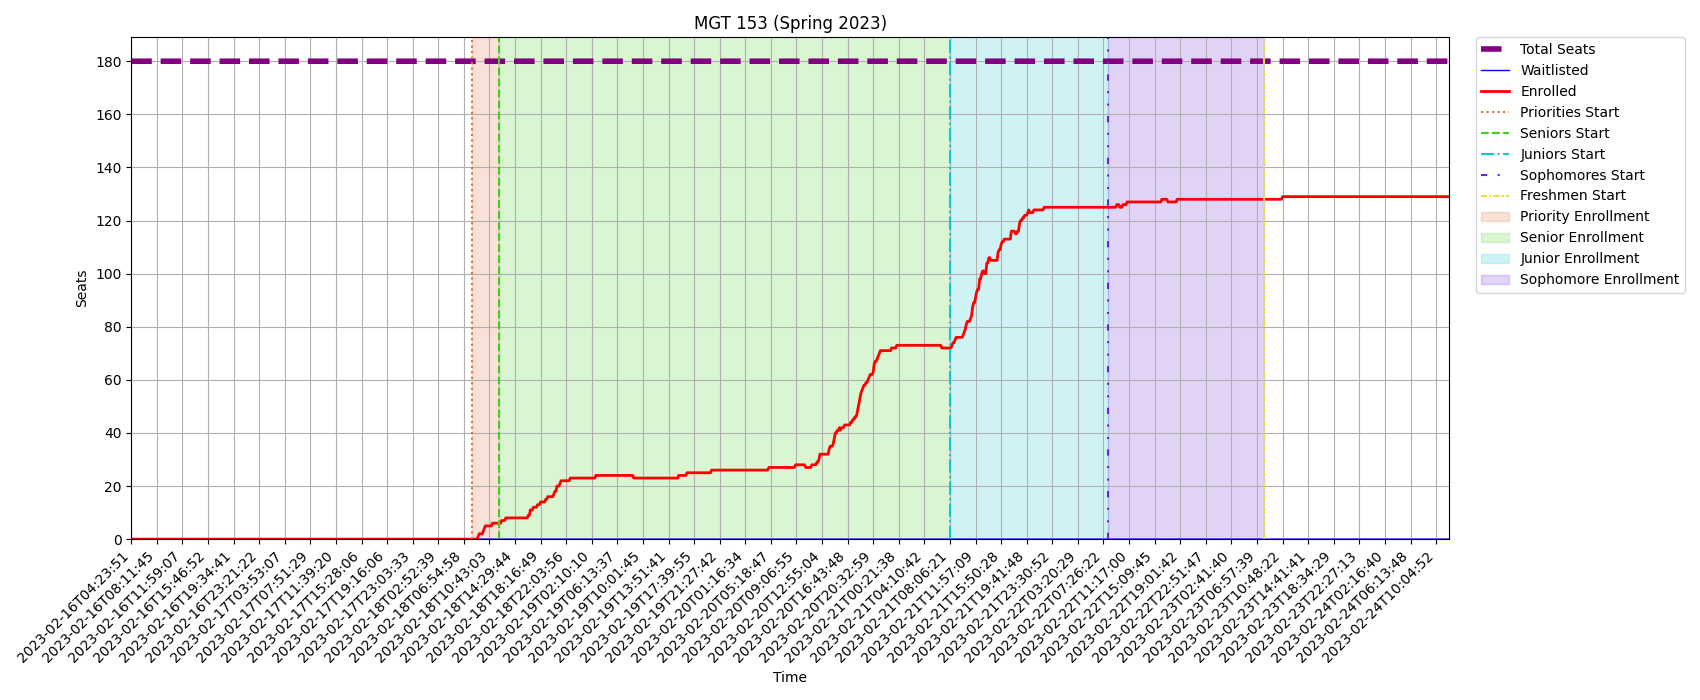 MGT 153 (Spring 2023)
Seats
180
160
140
120
100
80
60
40
20
0
2023-02-16T04:23:51
2023-02-16T08:11:45
2023-02-16T11:59:07
2023-02-16T15:46:52
2023-02-16T19:34:41
2023-02-16T23:21:22
2023-02-17T03:53:07
2023-02-17T07:51:29
2023-02-17T11:39:20
2023-02-17T15:28:06
2023-02-17T19:16:06
2023-02-17T23:03:33
2023-02-18T02:52:39
2023-02-18T06:54:58
2023-02-18T10:43:03
2023-02-18T14:29:44
2023-02-18T18:16:49
2023-02-18T22:03:56
2023-02-19T02:10:10
2023-02-19T06:13:37
2023-02-19T10:01:45
2023-02-19T13:51:41
2023-02-19T17:39:55
2023-02-19T21:27:42
2023-02-20T01:16:34
2023-02-20T05:18:47
2023-02-20T09:06:55
2023-02-20T12:55:04
2023-02-20T16:43:48
2023-02-20T20:32:59
2023-02-21T00:21:38
2023-02-21T04:10:42
2023-02-21T08:06:21
2023-02-21T11:57:09
2023-02-21T15:50:28
2023-02-21T19:41:48
2023-02-21T23:30:52
2023-02-22T03:20:29
2023-02-22T07:26:22
2023-02-22T11:17:00
2023-02-22T15:09:45
2023-02-22T19:01:42
2023-02-22T22:51:47
2023-02-23T02:41:40
2023-02-23T06:57:39
2023-02-23T10:48:22
2023-02-23T14:41:41
2023-02-23T18:34:29
2023-02-23T22:27:13
2023-02-24T02:16:40
2023-02-24T06:13:48
2023-02-24T10:04:52
Time
Total Seats
Waitlisted
Enrolled
Priorities Start
Seniors Start
Juniors Start
Sophomores Start
Freshmen Start
Priority Enrollment
Senior Enrollment
Junior Enrollment
Sophomore Enrollment